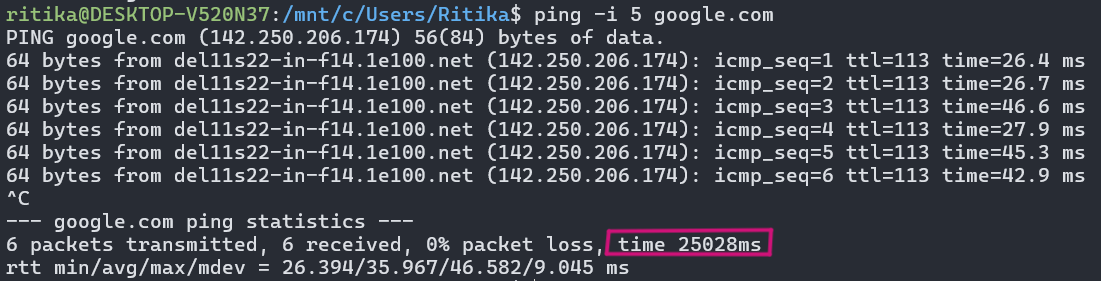 ritika@DESKTOP-V520N37:/mnt/c/Users/Ritika$ ping -i 5 google.com
PING google.com (142.250.206.174) 56(84) bytes of data.
64 bytes from del11s22-in-f14.1e100.net (142.250.206.174): icmp_seq=1 ttl=113 time=26.4 ms
64 bytes from del11s22-in-f14.1e100.net (142.250.206.174): icmp_seq=2 ttl=113 time=26.7 ms
64 bytes from del11s22-in-f14.1e100.net (142.250.206.174): icmp_seq=3 ttl=113 time=46.6 ms
64 bytes from del11s22-in-f14.1e100.net (142.250.206.174): icmp_seq=4 ttl=113 time=27.9 ms
64 bytes from del11s22-in-f14.1e100.net (142.250.206.174): icmp_seq=5 ttl=113 time=45.3 ms
64 bytes from del11s22-in-f14.1e100.net (142.250.206.174): icmp_seq=6 ttl=113 time=42.9 ms
^C
--- google.com ping statistics ---
6 packets transmitted, 6 received, 0% packet loss, time 25028ms
rtt min/avg/max/mdev = 26.394/35.967/46.582/9.045 ms